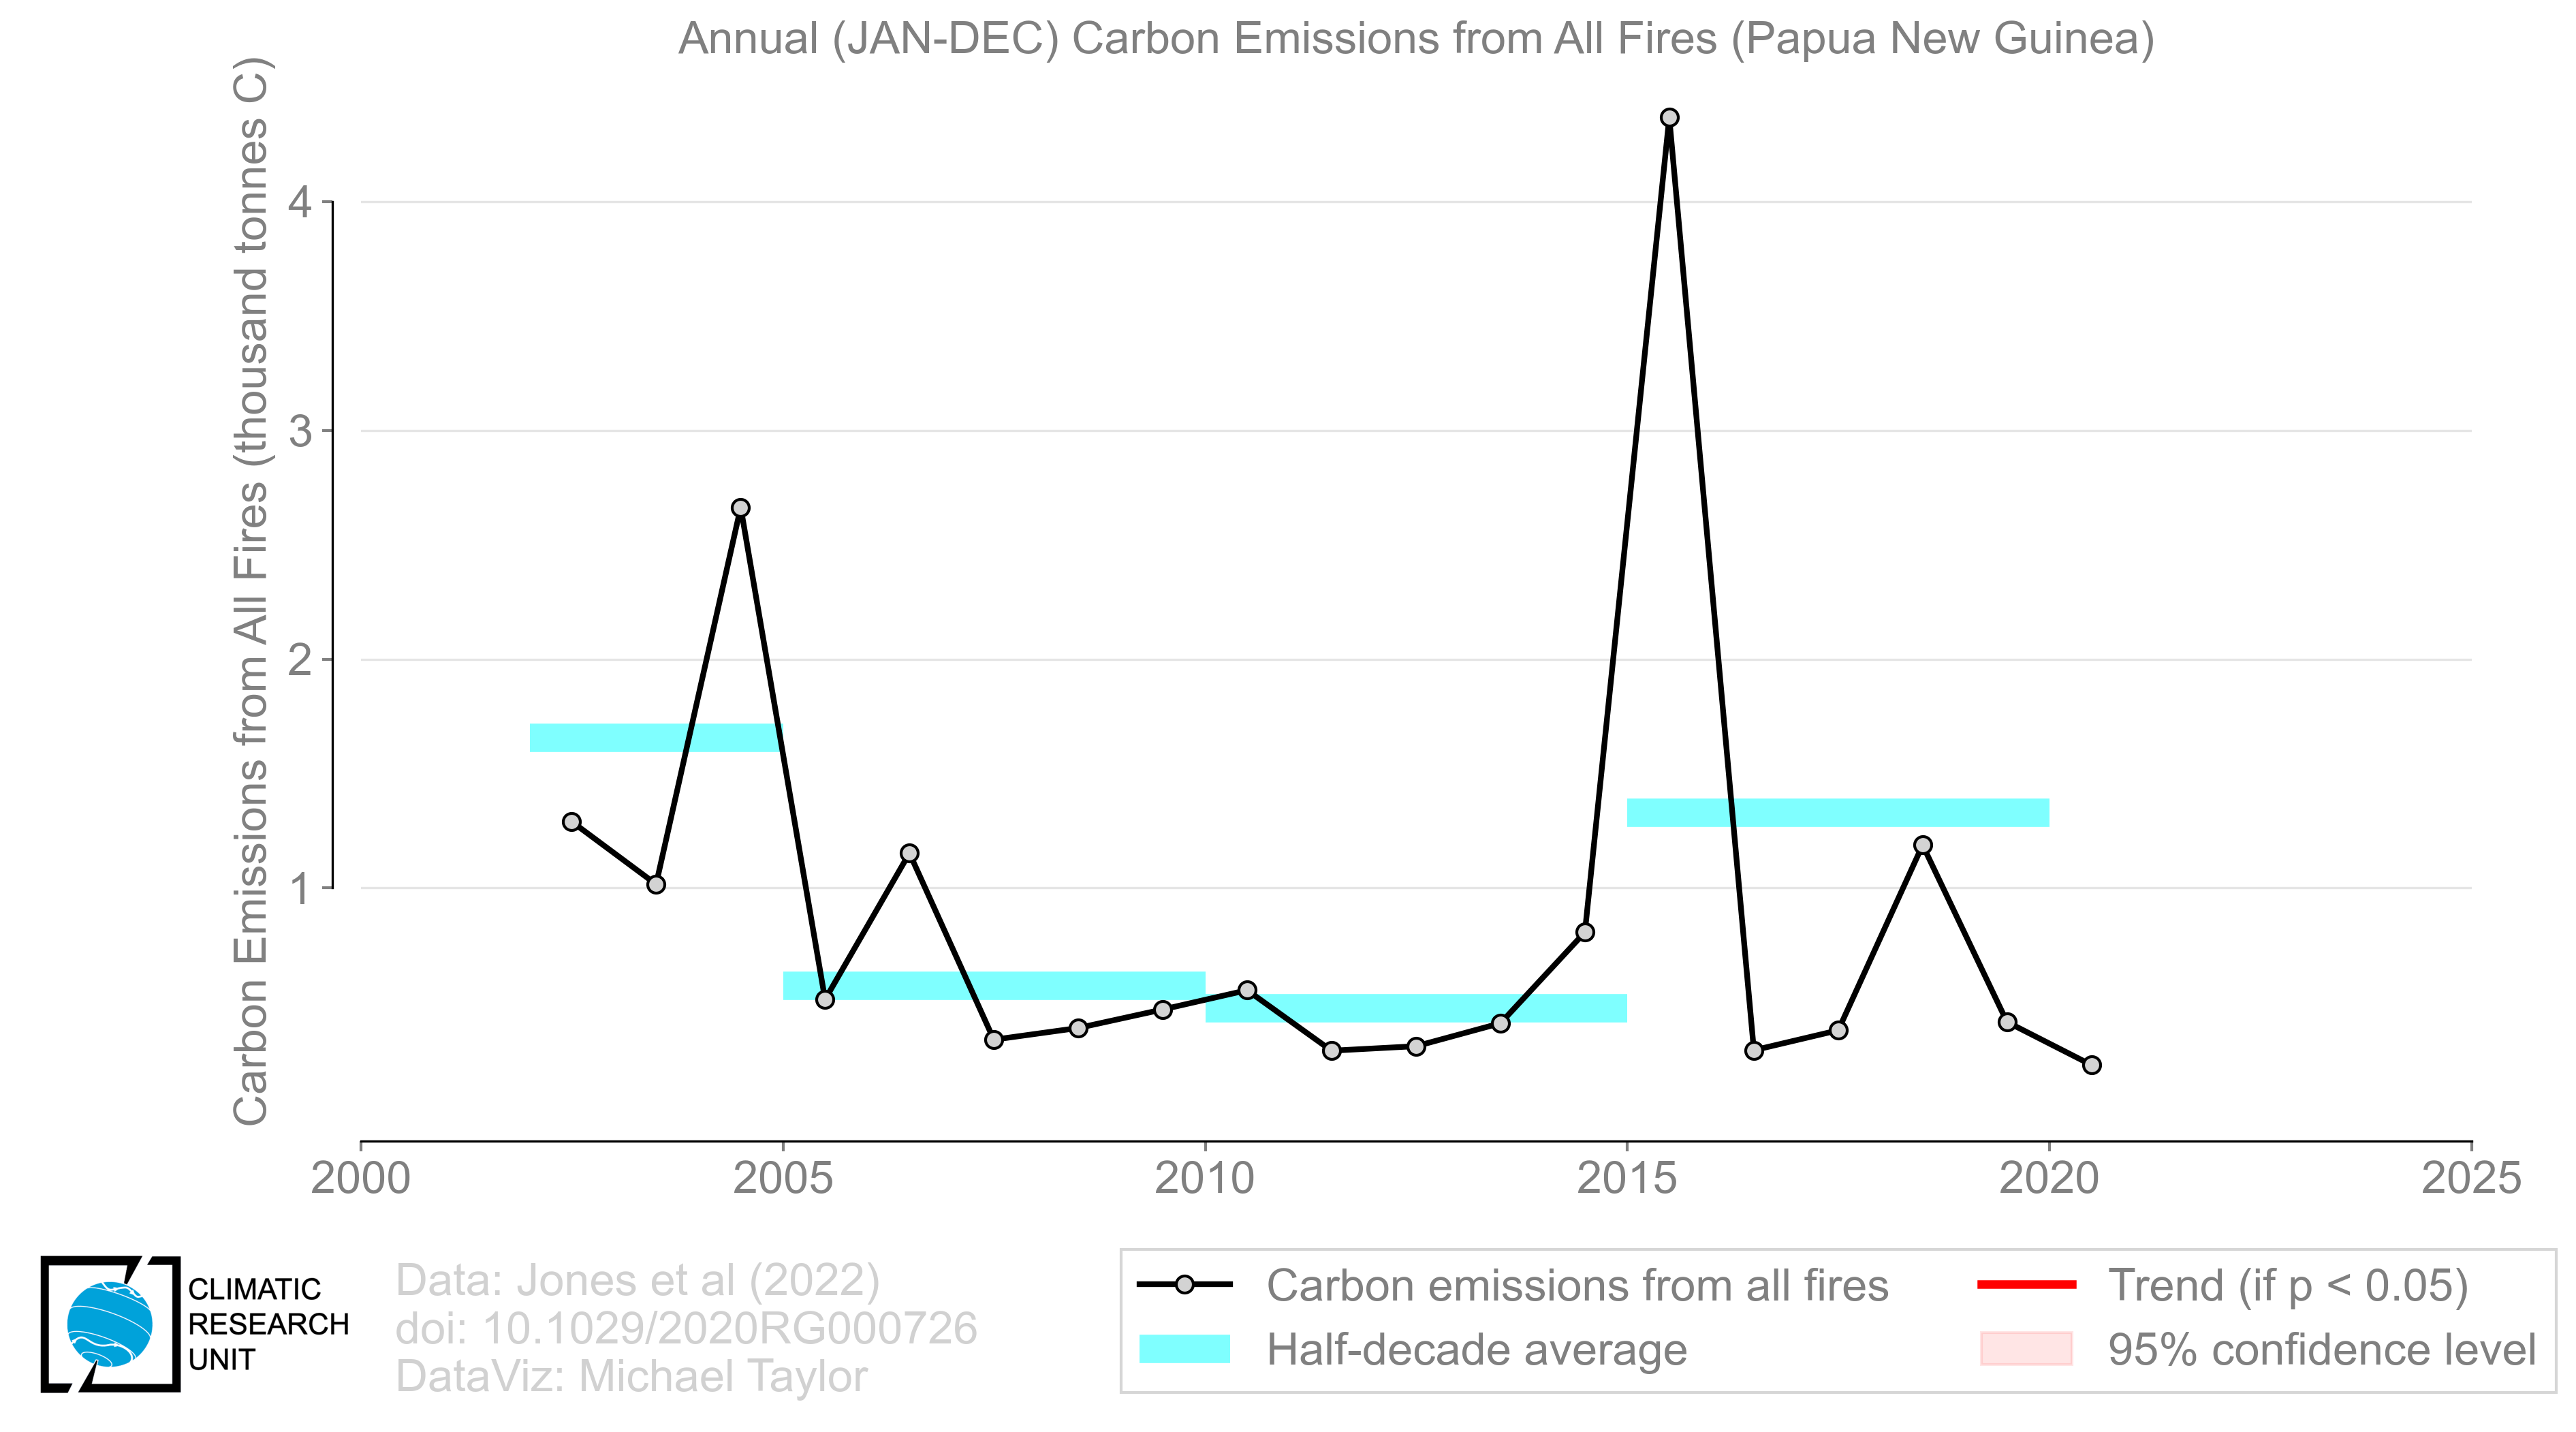 Annual (JAN-DEC) Carbon Emissions from All Fires (Papua New Guinea)
Carbon Emissions from All Fires (thousand tonnes C)
4
3
2
1
2000
2005
2010
2015
2020
2025
CLIMATIC
RESEARCH
UNIT
Data: Jones et al (2022)
doi: 10.1029/2020RG000726
DataViz: Michael Taylor
Carbon emissions from all fires
Half-decade average
Trend (if p < 0.05)
95% confidence level